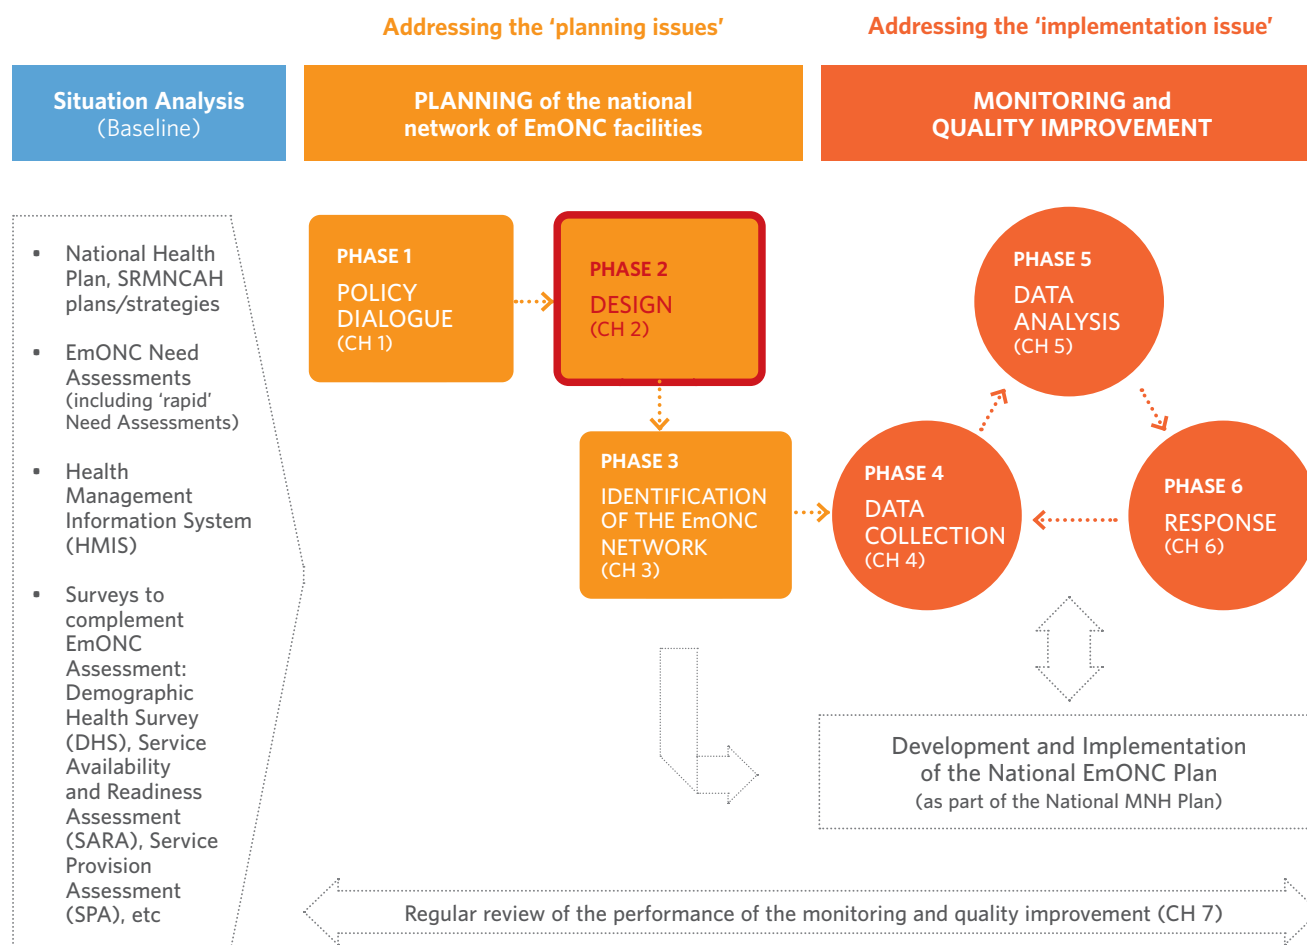 Addressing the ‘planning issues’
Addressing the ‘implementation issue’
Situation Analysis
(Baseline)
PLANNING of the national
network of EmONC facilities
MONITORING and
QUALITY IMPROVEMENT
▪ National Health
Plan, SRMNCAH
plans/strategies
▪ EmONC Need
Assessments
(including ‘rapid’
Need Assessments)
▪ Health
Management
Information System
(HMIS)
▪ Surveys to
complement
EmONC
Assessment:
Demographic
Health Survey
(DHS), Service
Availability
and Readiness
Assessment
(SARA), Service
Provision
Assessment
(SPA), etc
PHASE 1
POLICY
DIALOGUE
(CH 1)
PHASE 2
DESIGN
(CH 2)
PHASE 3
IDENTIFICATION
OF THE EmONC
NETWORK
(CH 3)
PHASE 4
DATA
COLLECTION
(CH 4)
PHASE 5
DATA
ANALYSIS
(CH 5)
PHASE 6
RESPONSE
(CH 6)
Development and Implementation
of the National EmONC Plan
(as part of the National MNH Plan)
Regular review of the performance of the monitoring and quality improvement (CH 7)